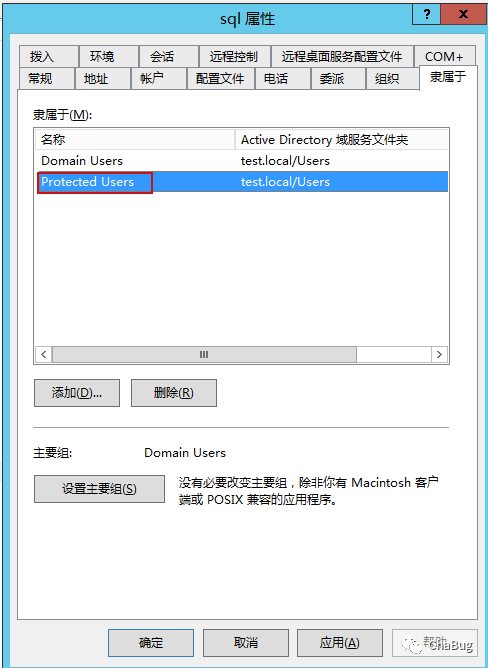 sql 属性
?
x
拨入 环境 会话 远程控制 远程桌面服务配置文件 COM+
常规 地址 帐户 配置文件 电话 委派 组织 隶属于
隶属于(M):
名称 Active Directory 域服务文件夹
Domain Users test.local/Users
Protected Users test.local/Users
添加(D)... 删除(R)
主要组: Domain Users
设置主要组(S)
没有必要改变主要组，除非你有 Macintosh 客户
端或 POSIX 兼容的应用程序。
确定 取消 应用(A) 帮助
ChaBug